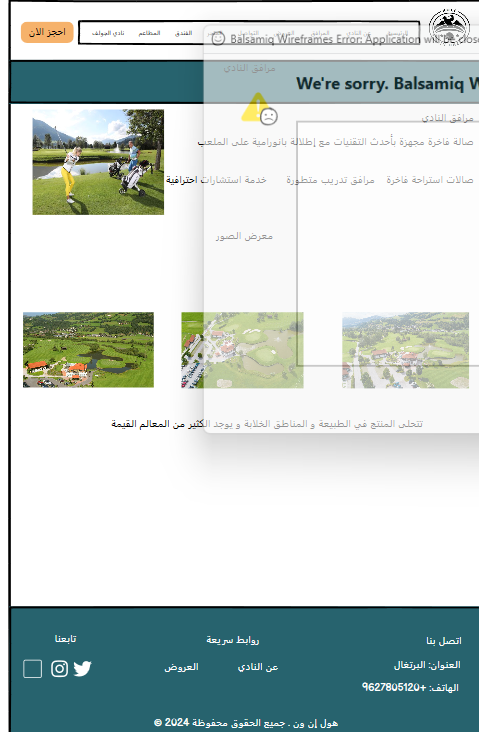 احجز الآن
نادي الجولف
المطاعم
الفندق
Balsamiq Wireframes Error: Application will be close
مرافق النادي
We're sorry. Balsamiq W
مرافق النادي
صالة فاخرة مجهزة بأحدث التقنيات مع إطلالة بانورامية على الملعب
صالات استراحة فاخرة مرافق تدريب متطورة خدمة استشارات احترافية
معرض الصور
تتحلى المنتج في الطبيعة و المناطق الخلابة و يوجد الكثير من المعالم القيمة
اتصل بنا روابط سريعة تابعنا
العنوان: البرتغال عن النادي العروض
الهاتف: +9627805120
هول إن ون . جميع الحقوق محفوظة 2024 ©